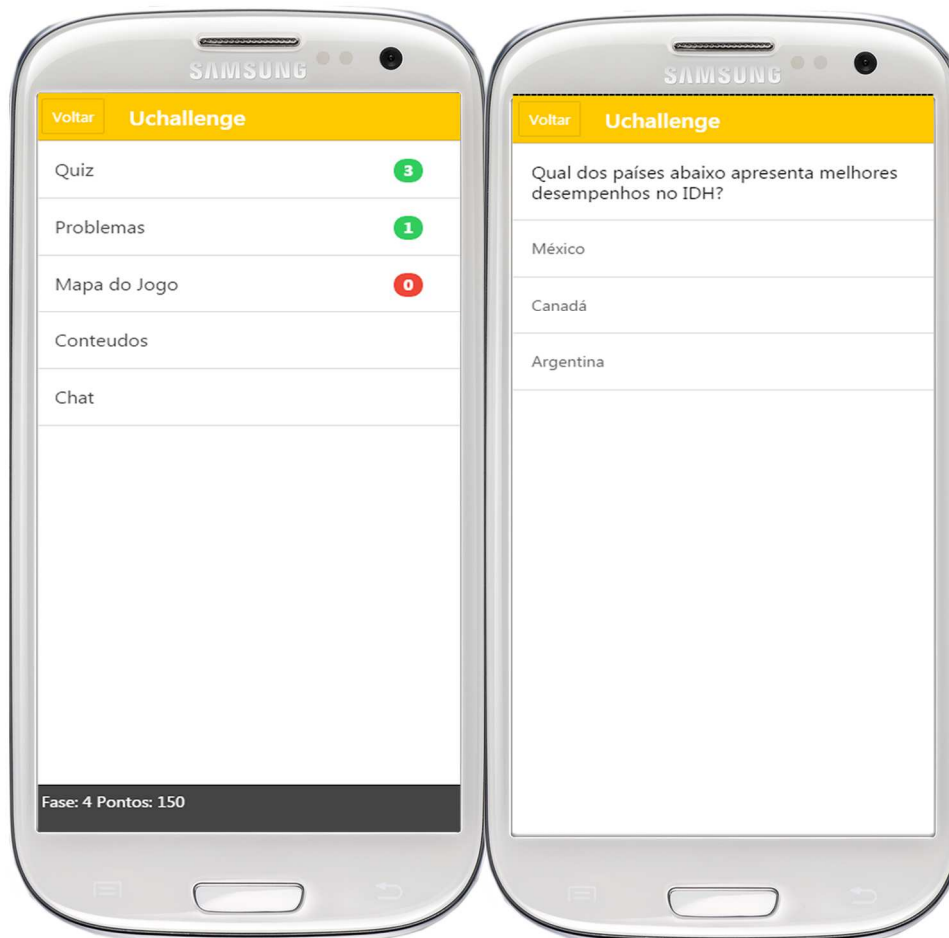 SAMSUNG
Voltar Uchallenge
Quiz 3
Problemas 1
Mapa do Jogo 0
Conteudos
Chat
Fase: 4 Pontos: 150
SAMSUNG
Voltar Uchallenge
Qual dos países abaixo apresenta melhores
desempenhos no IDH?
México
Canadá
Argentina